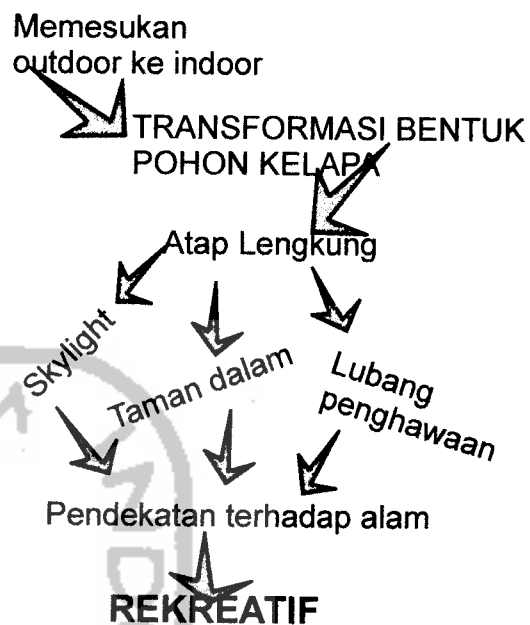 Memesukan
outdoor ke indoor
TRANSFORMASI BENTUK
POHON KELAPA
Atap Lengkung
Skylight
Taman dalam
Lubang
penghawaan
Pendekatan terhadap alam
REKREATIF